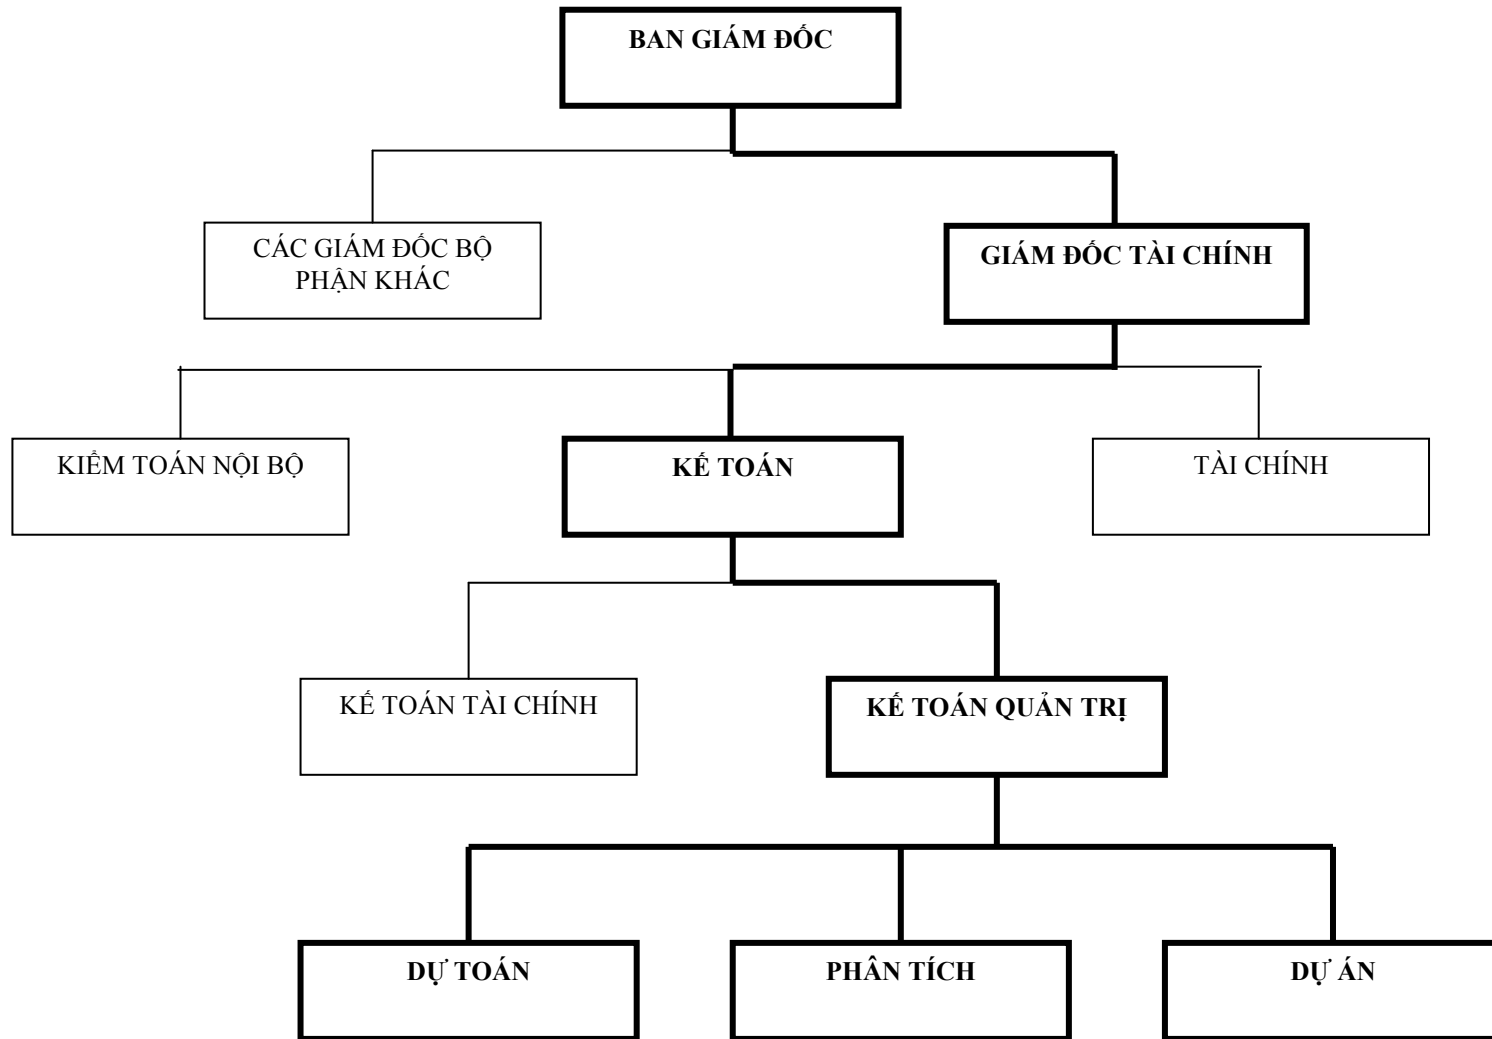 BAN GIÁM ĐỐC
CÁC GIÁM ĐỐC BỘ
PHẬN KHÁC
GIÁM ĐỐC TÀI CHÍNH
KIỂM TOÁN NỘI BỘ
KẾ TOÁN
TÀI CHÍNH
KẾ TOÁN TÀI CHÍNH
KẾ TOÁN QUẢN TRỊ
DỰ TOÁN
PHÂN TÍCH
DỰ ÁN